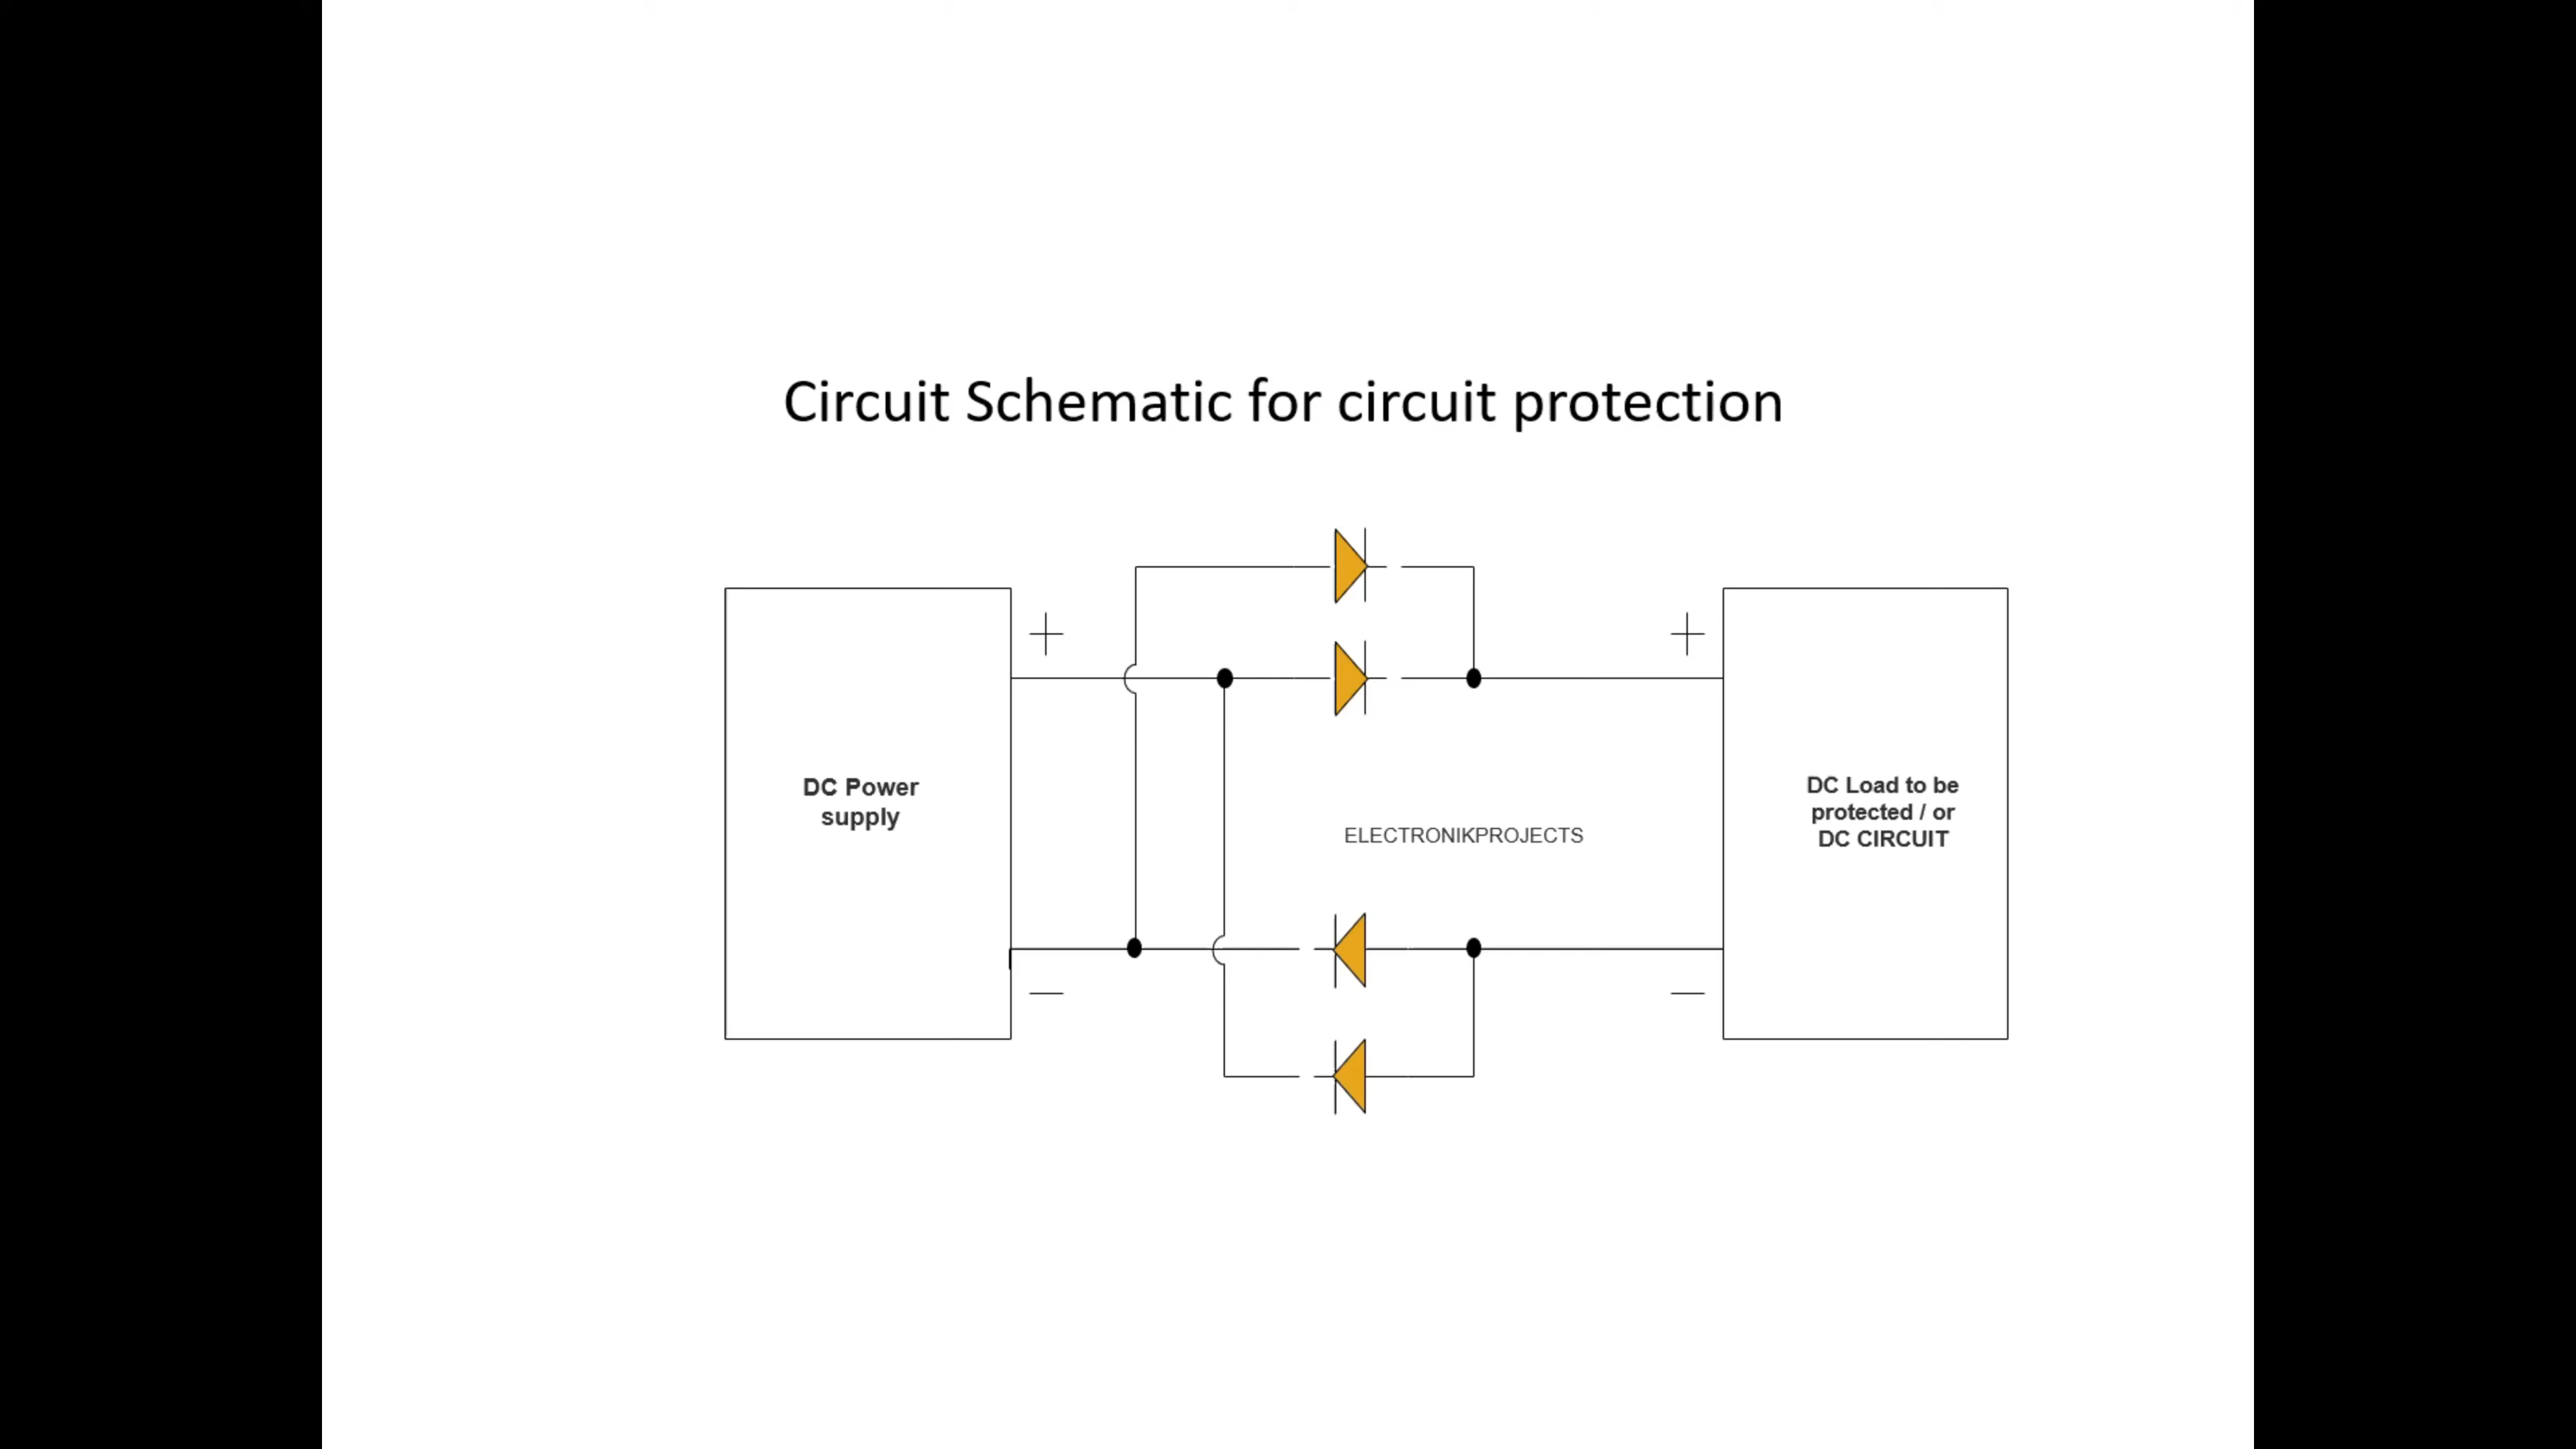 Circuit Schematic for circuit protection
+
+
DC Power
supply
DC Load to be
protected / or
DC CIRCUIT
ELECTRONIKPROJECTS
—
—